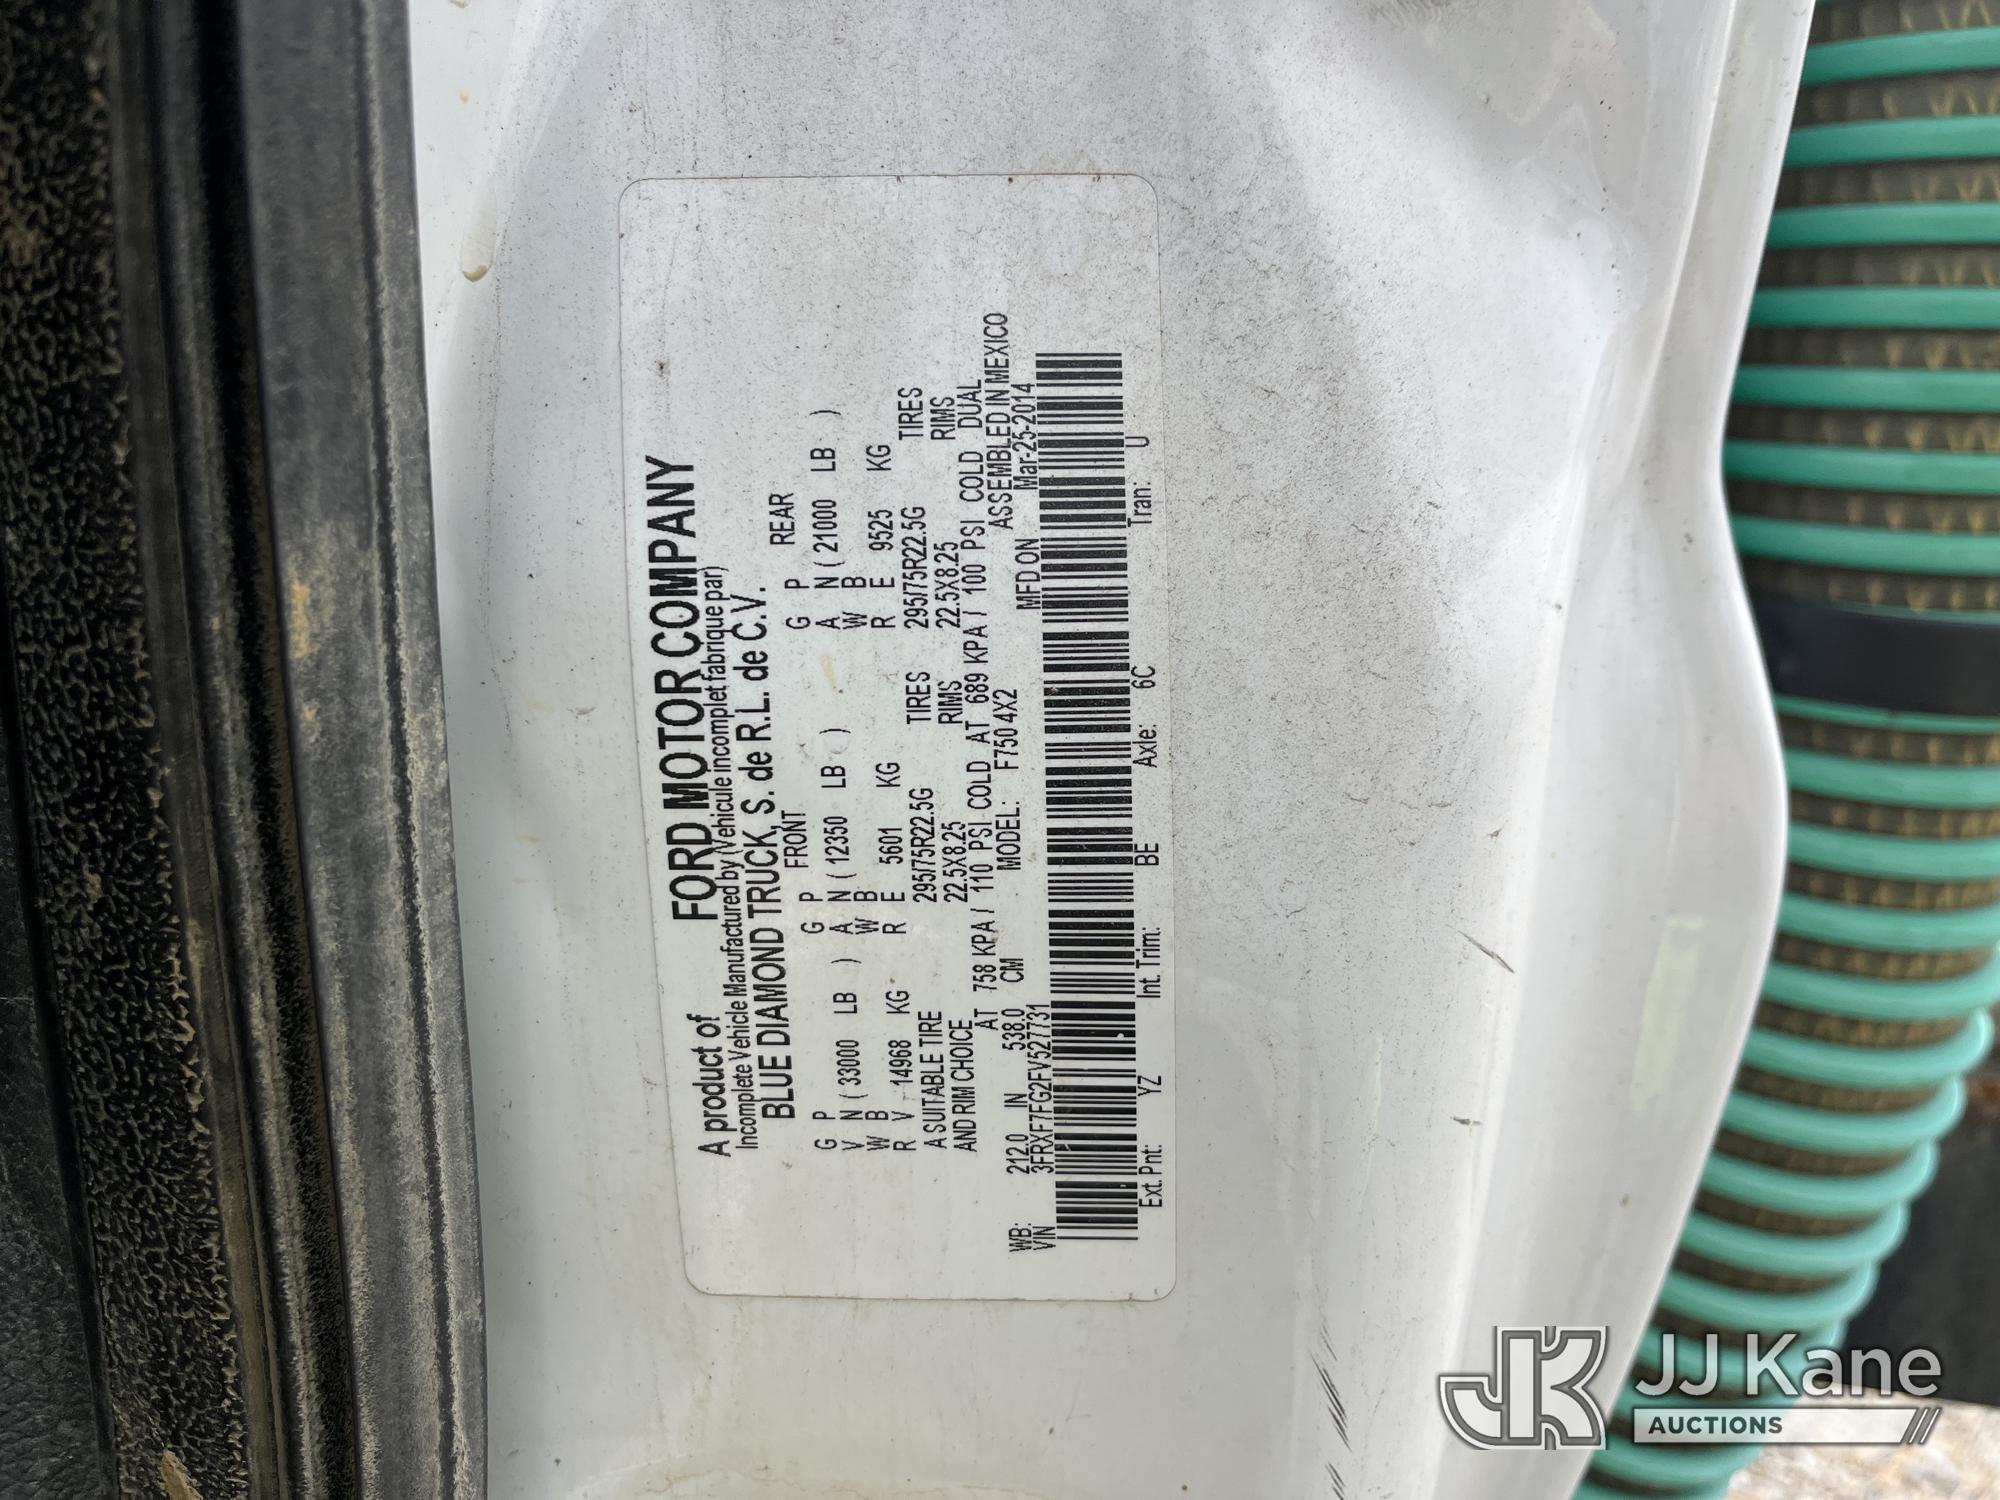 A product of FORD MOTOR COMPANY
Incomplete Vehicle Manufactured by (Vehicule incomplet fabrique par)
BLUE DIAMOND TRUCK, S. de R.L. de C.V.
FRONT REAR
G P G P G P
V N ( 33000 LB ) A N ( 12350 LB ) A N ( 21000 LB )
W B W B W B
R V 14968 KG R E 5601 KG R E 9525 KG
A SUITABLE TIRE 295/75R22.5G TIRES 295/75R22.5G TIRES
AND RIM CHOICE 22.5X8.25 RIMS 22.5X8.25 RIMS
AT 758 KPA / 110 PSI COLD AT 689 KPA / 100 PSI COLD DUAL
WB: 212.0 IN 538.0 CM MODEL: F750 4X2 ASSEMBLED IN MEXICO
VIN 3FRXF7FG2EV527731 MFD ON Mar-25-2014
Ext. Pnt: YZ Int. Trim: BE Axle: 6C Tran: U
JK JJ Kane
AUCTIONS